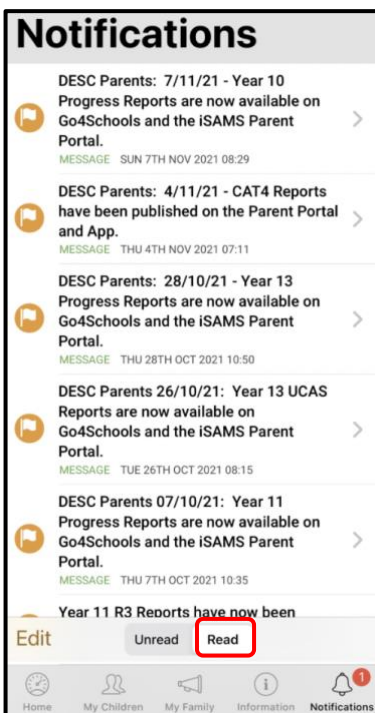 Notifications
DESC Parents: 7/11/21 - Year 10
Progress Reports are now available on
Go4Schools and the iSAMS Parent
Portal.
MESSAGE SUN 7TH NOV 2021 08:29
DESC Parents: 4/11/21 - CAT4 Reports
have been published on the Parent Portal
and App.
MESSAGE THU 4TH NOV 2021 07:11
DESC Parents: 28/10/21 - Year 13
Progress Reports are now available on
Go4Schools and the iSAMS Parent
Portal.
MESSAGE THU 28TH OCT 2021 10:50
DESC Parents 26/10/21: Year 13 UCAS
Reports are now available on
Go4Schools and the iSAMS Parent
Portal.
MESSAGE TUE 26TH OCT 2021 08:15
DESC Parents 07/10/21: Year 11
Progress Reports are now available on
Go4Schools and the iSAMS Parent
Portal.
MESSAGE THU 7TH OCT 2021 10:35
Year 11 R3 Reports have now been
Edit Unread Read
1
Home My Children My Family Information Notifications